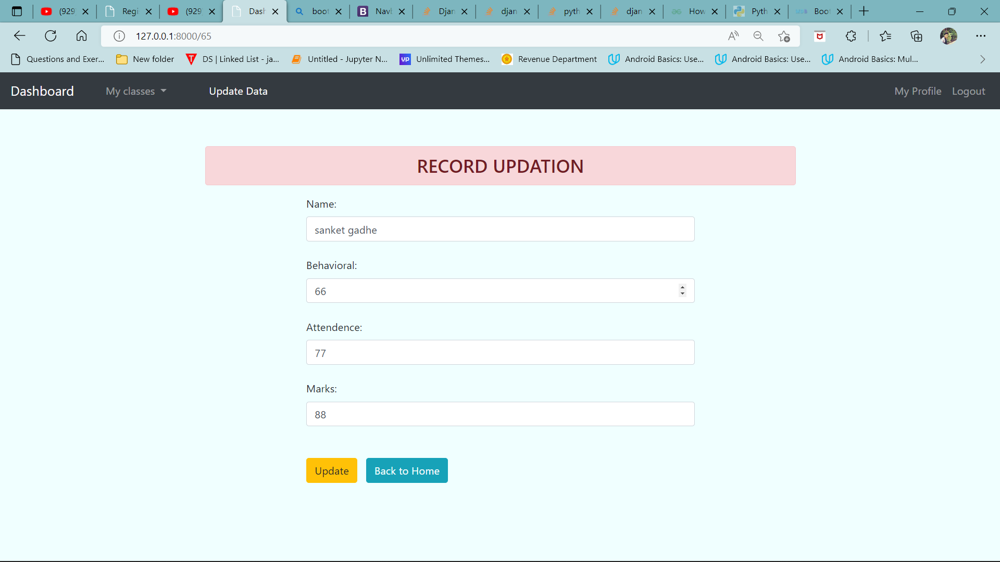 (929
Regi
(929
Dash
boot
Navb
Djan
djan
pyth
djan
How
Pyth
Boot
127.0.0.1:8000/65
Questions and Exer...
New folder
DS | Linked List - ja...
Untitled - Jupyter N...
Unlimited Themes...
Revenue Department
Android Basics: Use...
Android Basics: Use...
Android Basics: Mul...
Dashboard
My classes
Update Data
My Profile
Logout
RECORD UPDATION
Name:
sanket gadhe
Behavioral:
66
Attendence:
77
Marks:
88
Update
Back to Home